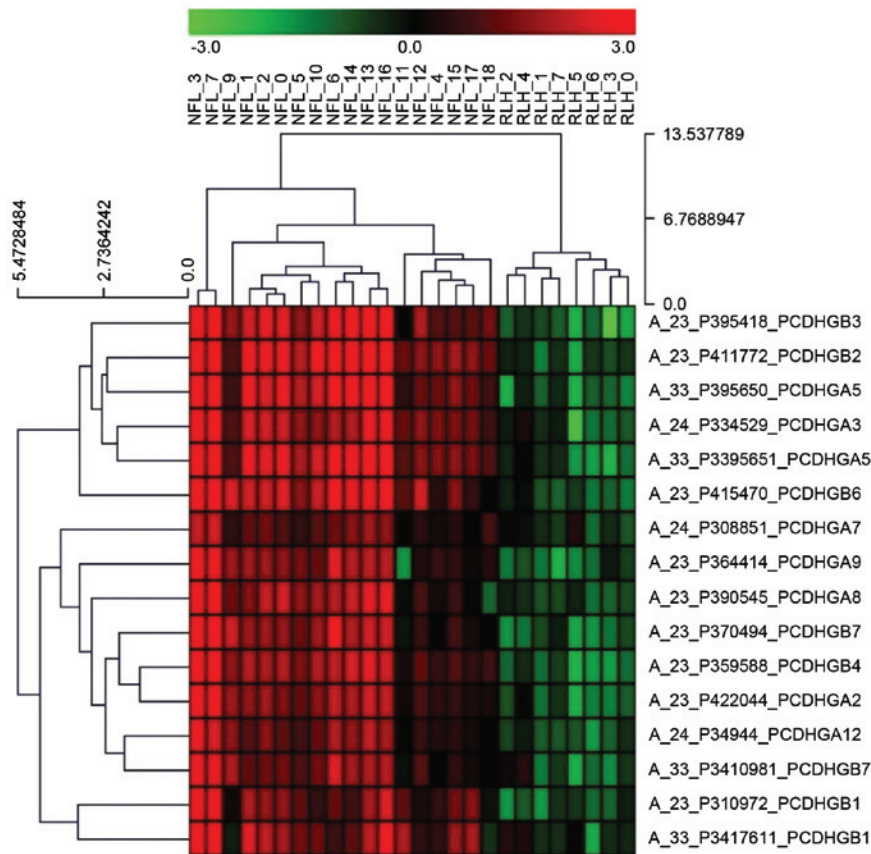 -3.0 0.0 3.0
NFL_3
NFL_7
NFL_9
NFL_1
NFL_2
NFL_0
NFL_5
NFL_10
NFL_6
NFL_14
NFL_13
NFL_16
NFL_11
NFL_12
NFL_4
NFL_15
NFL_17
NFL_18
RLH_2
RLH_4
RLH_1
RLH_7
RLH_5
RLH_6
RLH_3
RLH_0
13.537789
6.7688947
0.0
5.4728484
2.7364242
0.0
A_23_P395418_PCDHGB3
A_23_P411772_PCDHGB2
A_33_P395650_PCDHGA5
A_24_P334529_PCDHGA3
A_33_P3395651_PCDHGA5
A_23_P415470_PCDHGB6
A_24_P308851_PCDHGA7
A_23_P364414_PCDHGA9
A_23_P390545_PCDHGA8
A_23_P370494_PCDHGB7
A_23_P359588_PCDHGB4
A_23_P422044_PCDHGA2
A_24_P34944_PCDHGA12
A_33_P3410981_PCDHGB7
A_23_P310972_PCDHGB1
A_33_P3417611_PCDHGB1